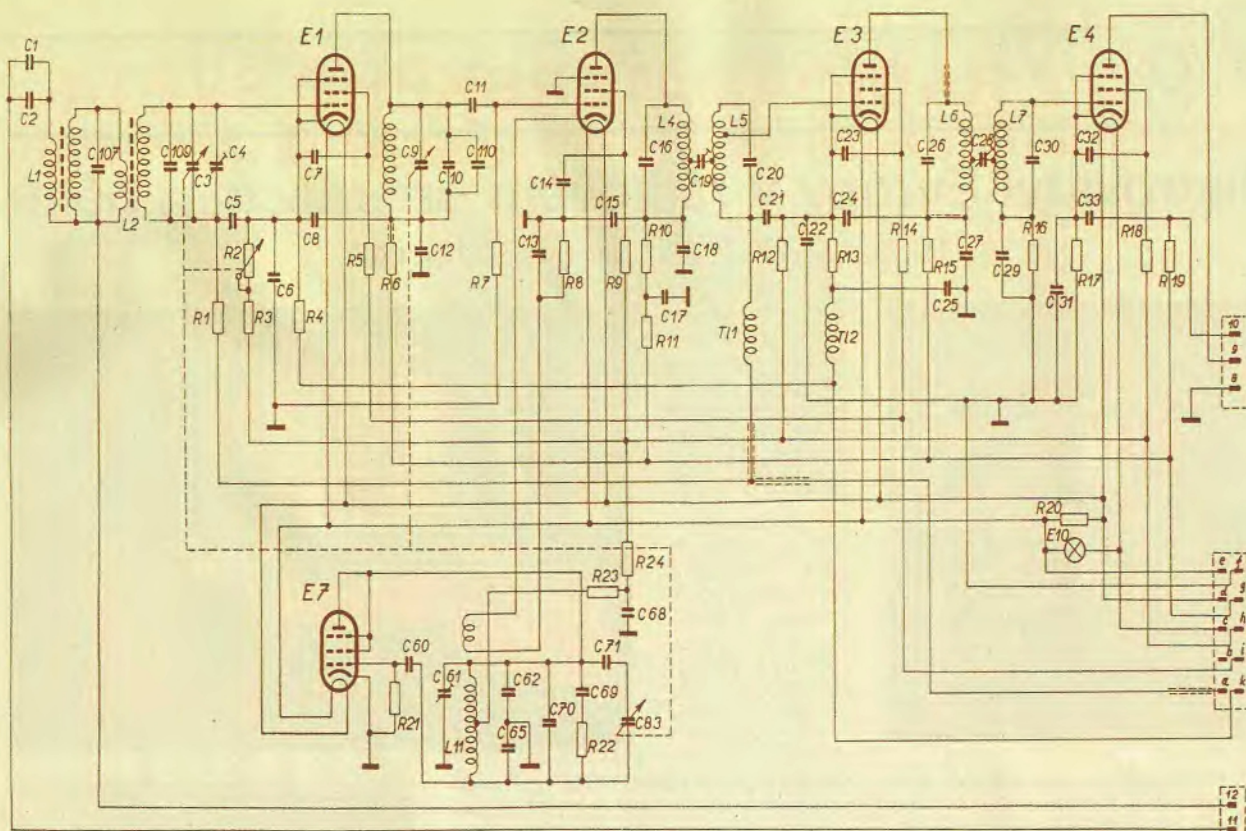 E1
E2
E3
E4
C1
C2
L1
C107
L2
C109
C3
C4
C5
R2
C6
R1
R3
R4
C7
C8
R5
R6
C9
C10
C110
C11
C12
R7
C14
C13
R8
C15
R9
C16
R10
C17
R11
L4
C19
L5
C18
C20
C21
R12
C22
Tl1
C23
C24
R13
Tl2
R14
C26
R15
L6
C28
L7
C27
C25
C30
C29
R16
C31
C32
C33
R17
R18
R19
10
9
8
R20
E10
R24
R23
C68
E7
C60
R21
C61
L11
C62
C65
C70
C71
C69
R22
C83
e f
d g
c h
b i
a k
12
11